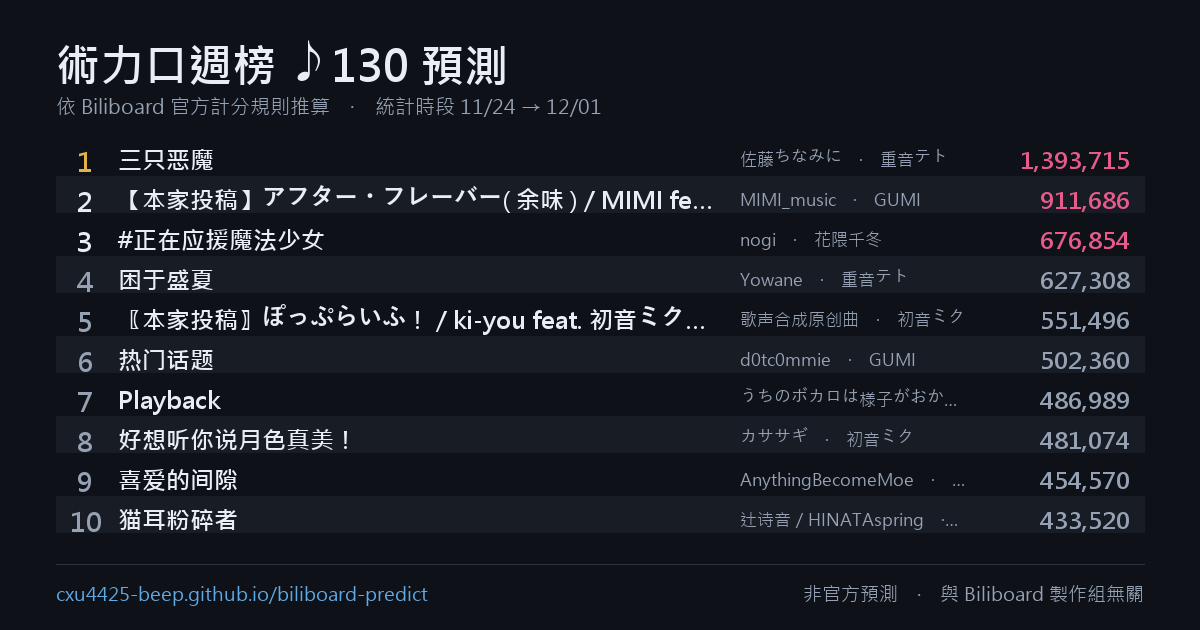 術力口週榜 ♪130 預測
依 Biliboard 官方計分規則推算 · 統計時段 11/24 → 12/01
1 三只恶魔 佐藤ちなみに · 重音テト 1,393,715
2 【本家投稿】アフター・フレーバー(余味) / MIMI fe... MIMI_music · GUMI 911,686
3 #正在应援魔法少女 nogi · 花隈千冬 676,854
4 困于盛夏 Yowane · 重音テト 627,308
5 〖本家投稿〗ぽっぷらいふ！ / ki-you feat. 初音ミク... 歌声合成原创曲 · 初音ミク 551,496
6 热门话题 d0tc0mmie · GUMI 502,360
7 Playback うちのボカロは様子がおか... 486,989
8 好想听你说月色真美！ カササギ · 初音ミク 481,074
9 喜爱的间隙 AnythingBecomeMoe · ... 454,570
10 猫耳粉碎者 辻诗音 / HINATAspring ·... 433,520
cxu4425-beep.github.io/biliboard-predict 非官方預測 · 與 Biliboard 製作組無關